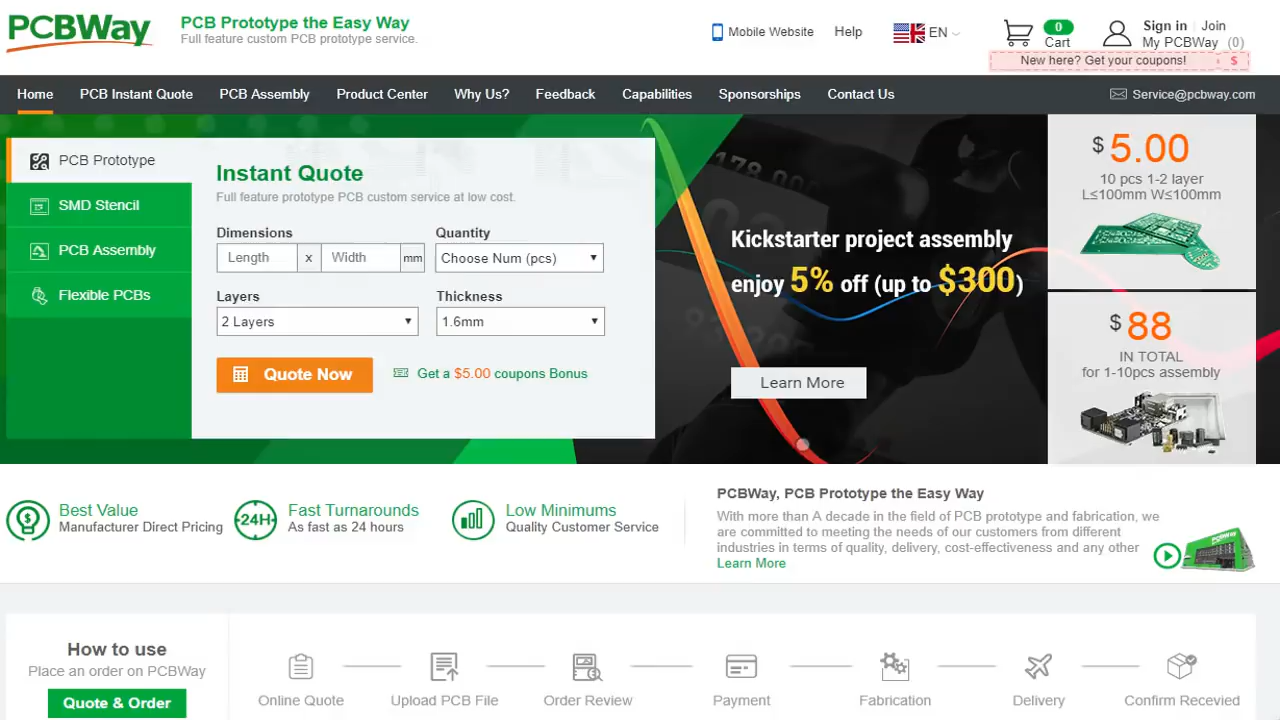 PCBWay
PCB Prototype the Easy Way
Full feature custom PCB prototype service.
Mobile Website
Help
EN
0
Cart
Sign in | Join
My PCBWay (0)
New here? Get your coupons! $
Home
PCB Instant Quote
PCB Assembly
Product Center
Why Us?
Feedback
Capabilities
Sponsorships
Contact Us
Service@pcbway.com
PCB Prototype
SMD Stencil
PCB Assembly
Flexible PCBs
Instant Quote
Full feature prototype PCB custom service at low cost.
Dimensions
Length x Width mm
Quantity
Choose Num (pcs)
Layers
2 Layers
Thickness
1.6mm
Quote Now
Get a $5.00 coupons Bonus
Kickstarter project assembly
enjoy 5% off (up to $300)
Learn More
$ 5.00
10 pcs 1-2 layer
L≤100mm W≤100mm
$ 88
IN TOTAL
for 1-10pcs assembly
Best Value
Manufacturer Direct Pricing
24H
Fast Turnarounds
As fast as 24 hours
Low Minimums
Quality Customer Service
PCBWay, PCB Prototype the Easy Way
With more than A decade in the field of PCB prototype and fabrication, we
are committed to meeting the needs of our customers from different
industries in terms of quality, delivery, cost-effectiveness and any other
Learn More
PCBWay
How to use
Place an order on PCBWay
Quote & Order
Online Quote
Upload PCB File
Order Review
Payment
Fabrication
Delivery
Confirm Recevied